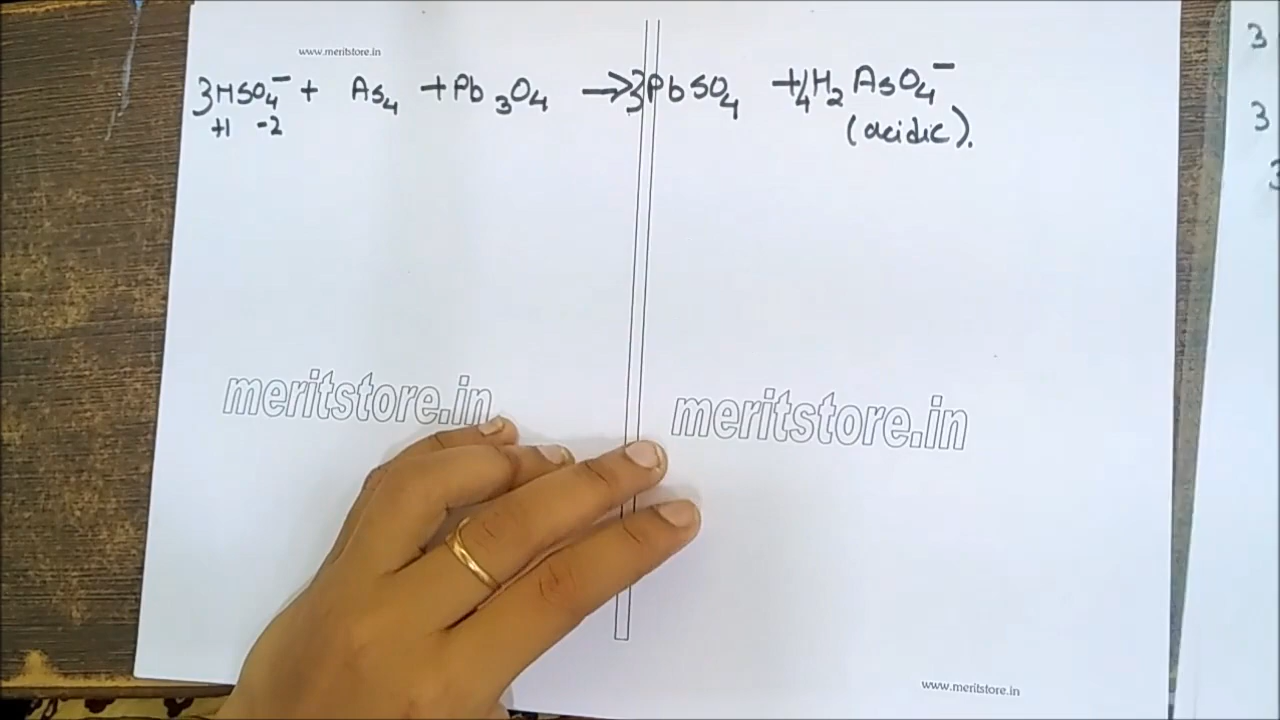 www.meritstore.in
3HSO4⁻ + As4 + Pb3O4 → 3PbSO4 + 4H2AsO4⁻
+1 -2 (acidic).
meritstore.in meritstore.in
www.meritstore.in
3
3
3